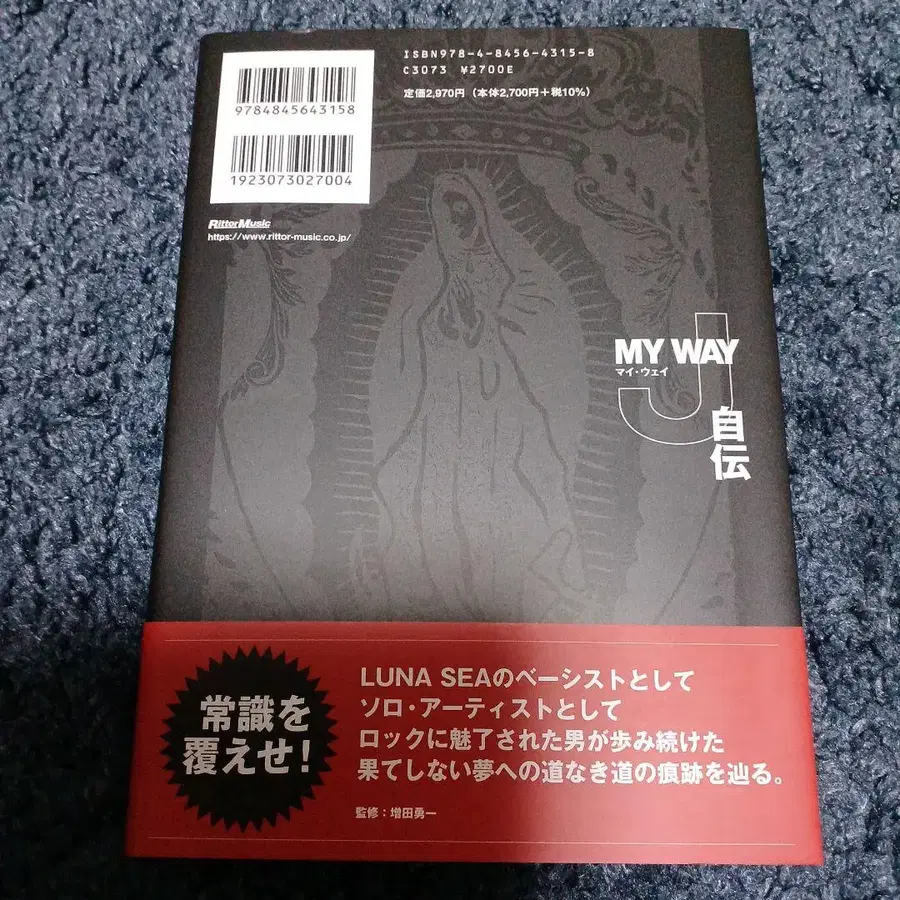 ISBN978-4-8456-4315-8
C3073 ¥2700E
定価2,970円（本体2,700円＋税10%）
9784845643158
1923073027004
RittorMusic
https://www.rittor-music.co.jp/
J
MY WAY
マイ・ウェイ
自伝
常識を
覆えせ！
LUNA SEAのベーシストとして
ソロ・アーティストとして
ロックに魅了された男が歩み続けた
果てしない夢への道なき道の痕跡を辿る。
監修：増田勇一